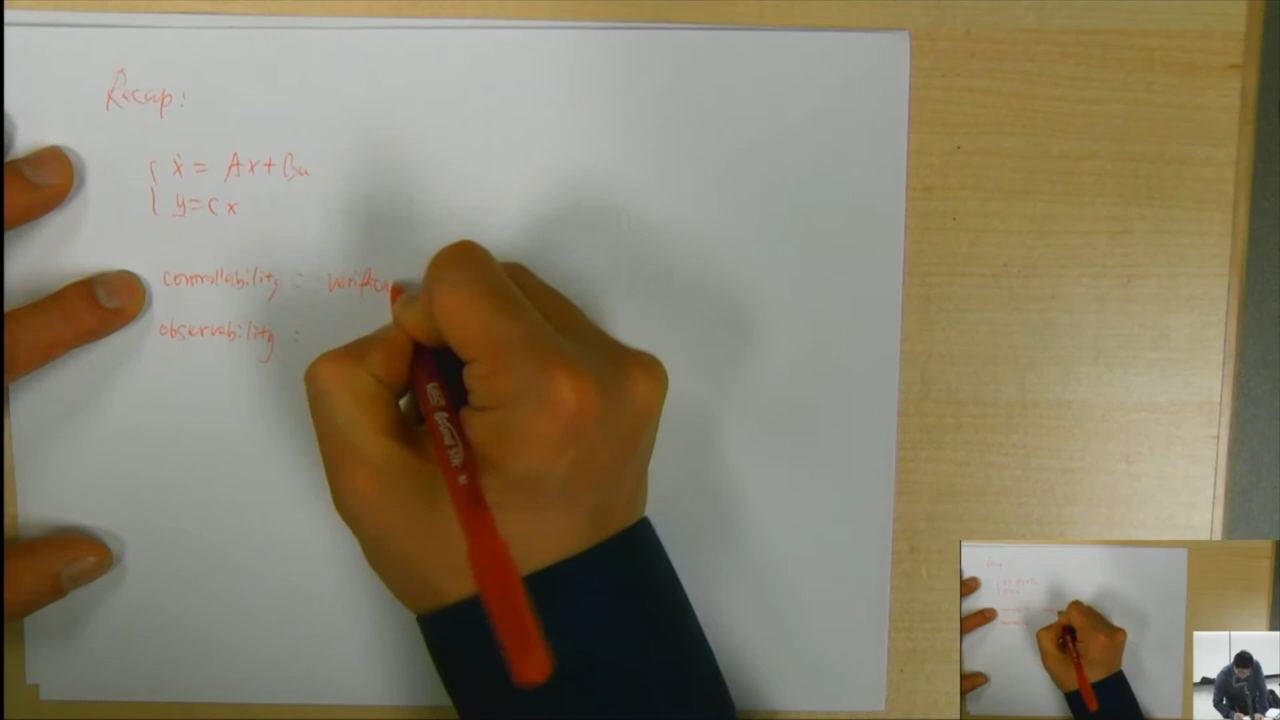 Recap:
ẋ = Ax+Bu
y=Cx
controllability :
observability :